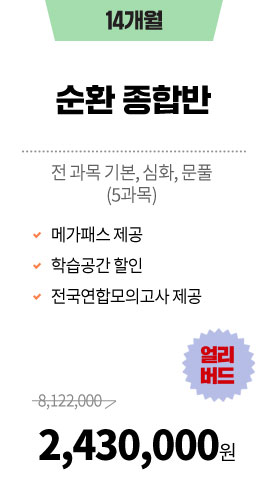 14개월
순환 종합반
전 과목 기본, 심화, 문풀
(5과목)
메가패스 제공
학습공간 할인
전국연합모의고사 제공
얼리
버드
8,122,000
2,430,000원